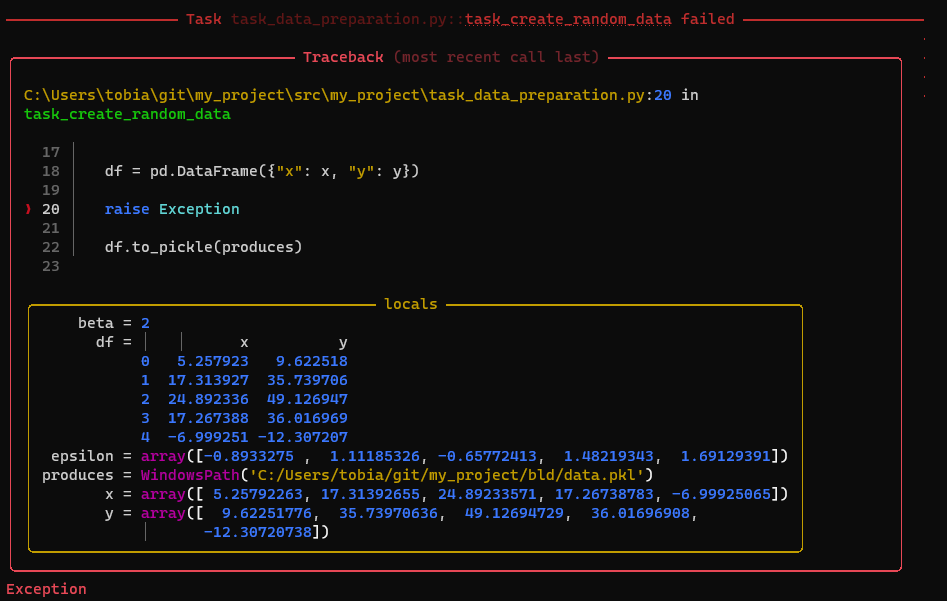 Task task_data_preparation.py::task_create_random_data failed
Traceback (most recent call last)
C:\Users\tobia\git\my_project\src\my_project\task_data_preparation.py:20 in
task_create_random_data
17
18 df = pd.DataFrame({"x": x, "y": y})
19
❱ 20 raise Exception
21
22 df.to_pickle(produces)
23
locals
beta = 2
df = x y
0 5.257923 9.622518
1 17.313927 35.739706
2 24.892336 49.126947
3 17.267388 36.016969
4 -6.999251 -12.307207
epsilon = array([-0.8933275 , 1.11185326, -0.65772413, 1.48219343, 1.69129391])
produces = WindowsPath('C:/Users/tobia/git/my_project/bld/data.pkl')
x = array([ 5.25792263, 17.31392655, 24.89233571, 17.26738783, -6.99925065])
y = array([ 9.62251776, 35.73970636, 49.12694729, 36.01696908,
-12.30720738])
Exception